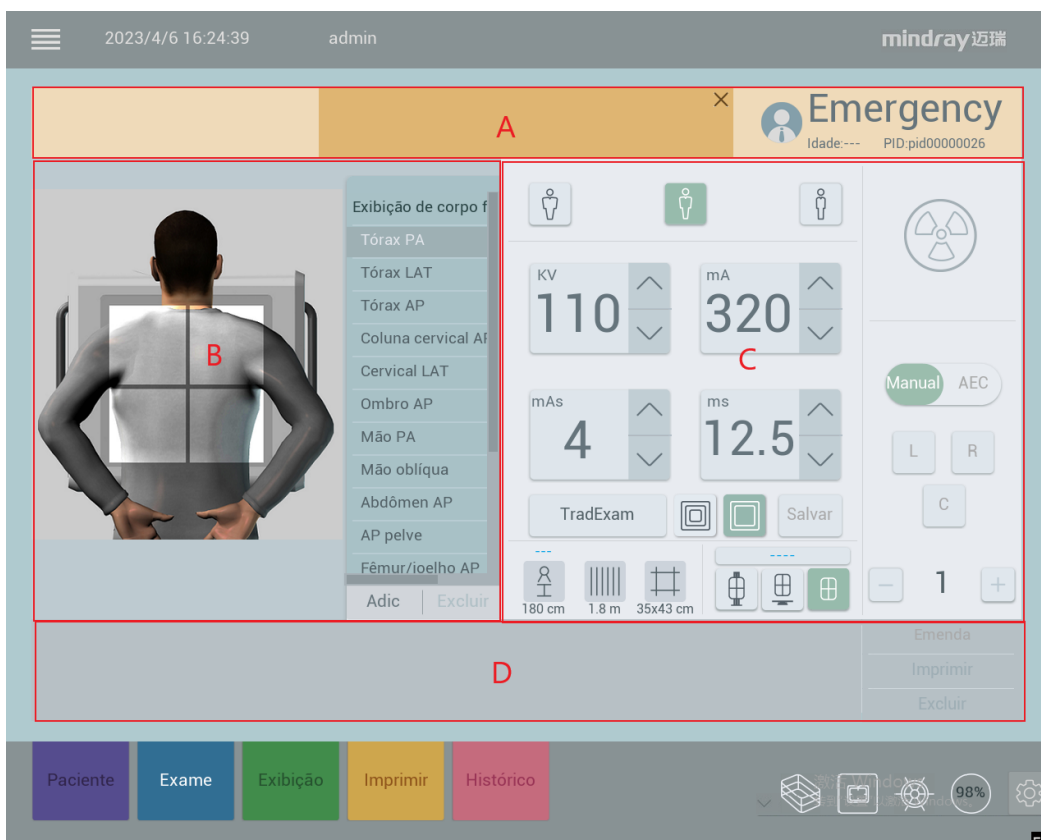 2023/4/6 16:24:39 admin mindray迈瑞
A
Emergency
Idade:--- PID:pid00000026
B
Exibição de corpo f
Tórax PA
Tórax LAT
Tórax AP
Coluna cervical AP
Cervical LAT
Ombro AP
Mão PA
Mão oblíqua
Abdômen AP
AP pelve
Fêmur/joelho AP
Adic Excluir
C
KV
110
mA
320
mAs
4
ms
12.5
TradExam Salvar
---
----
180 cm 1.8 m 35x43 cm
Manual AEC
L R
C
1
D
Emenda
Imprimir
Excluir
Paciente Exame Exibição Imprimir Histórico
98%
激活 Windows